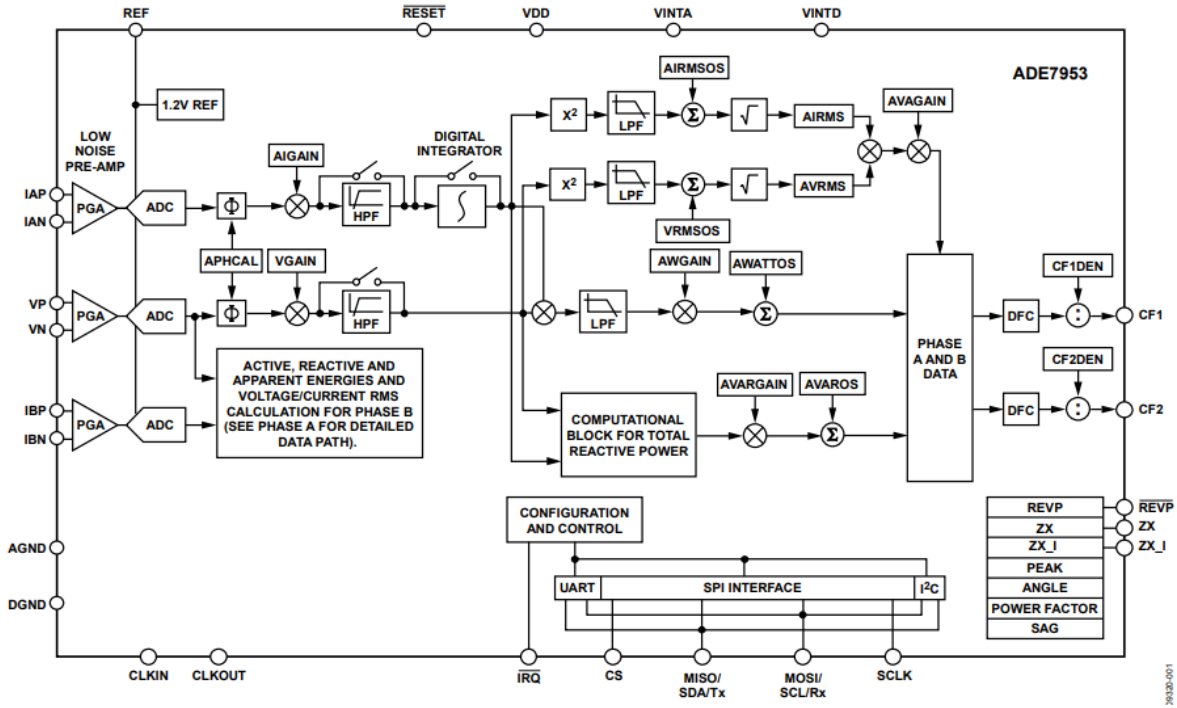 REF
RESET
VDD
VINTA
VINTD
ADE7953
1.2V REF
LOW
NOISE
PRE-AMP
AIGAIN
DIGITAL
INTEGRATOR
X²
LPF
AIRMSOS
Σ
√
AIRMS
AVAGAIN
IAP
IAN
PGA
ADC
Φ
HPF
∫
X²
LPF
Σ
√
AVRMS
VRMSOS
APHCAL
VGAIN
AWGAIN
AWATTOS
VP
VN
PGA
ADC
Φ
HPF
LPF
Σ
PHASE
A AND B
DATA
CF1DEN
DFC
:
CF1
ACTIVE, REACTIVE AND
APPARENT ENERGIES AND
VOLTAGE/CURRENT RMS
CALCULATION FOR PHASE B
(SEE PHASE A FOR DETAILED
DATA PATH).
IBP
IBN
PGA
ADC
COMPUTATIONAL
BLOCK FOR TOTAL
REACTIVE POWER
AVARGAIN
AVAROS
Σ
CF2DEN
DFC
:
CF2
CONFIGURATION
AND CONTROL
REVP
REVP
ZX
ZX
ZX_I
ZX_I
PEAK
ANGLE
POWER FACTOR
SAG
AGND
DGND
UART
SPI INTERFACE
I²C
CLKIN
CLKOUT
IRQ
CS
MISO/
SDA/Tx
MOSI/
SCL/Rx
SCLK
09320-001